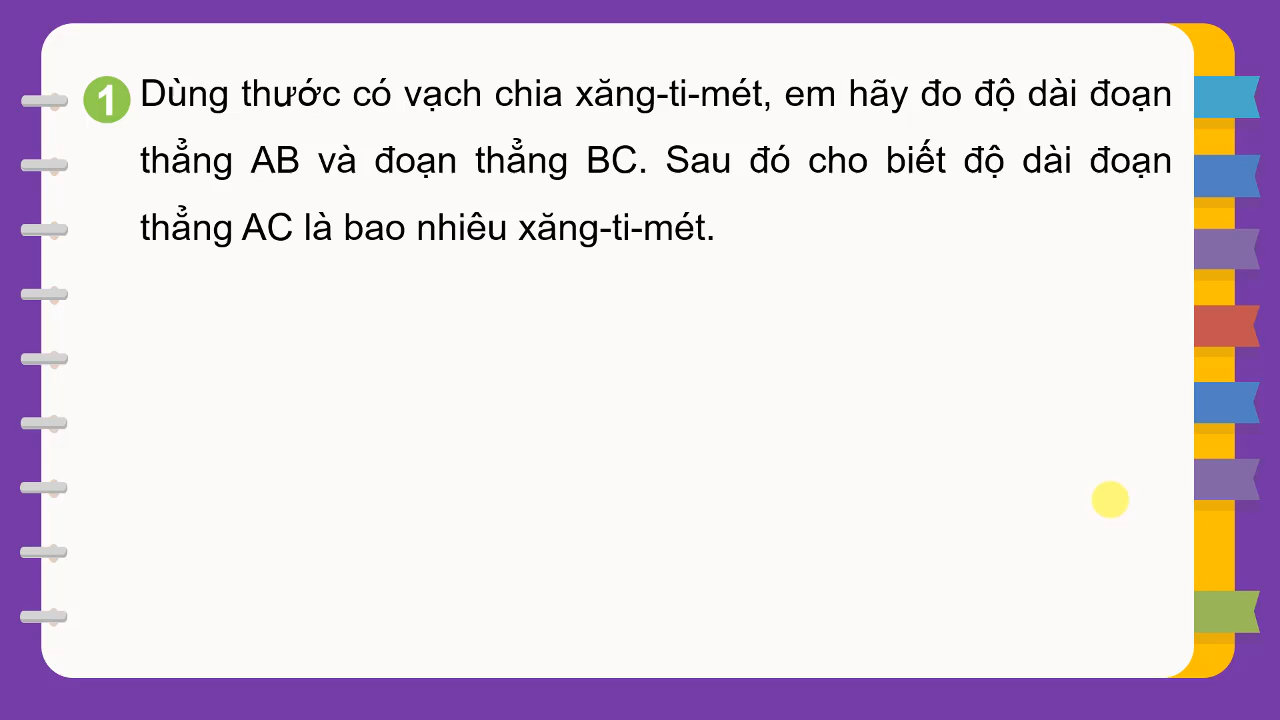 1 Dùng thước có vạch chia xăng-ti-mét, em hãy đo độ dài đoạn
thẳng AB và đoạn thẳng BC. Sau đó cho biết độ dài đoạn
thẳng AC là bao nhiêu xăng-ti-mét.